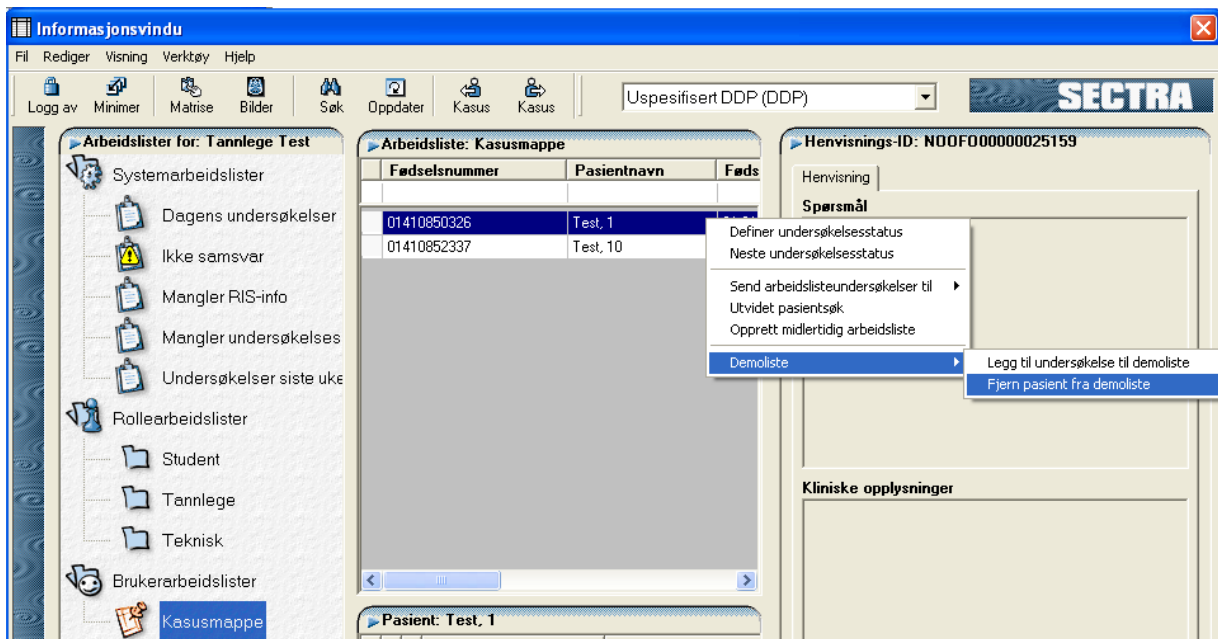 Informasjonsvindu
Fil Rediger Visning Verktøy Hjelp
Logg av Minimer Matrise Bilder Søk Oppdater Kasus Kasus
Uspesifisert DDP (DDP)
SECTRA
Arbeidslister for: Tannlege Test
Systemarbeidslister
Dagens undersøkelser
Ikke samsvar
Mangler RIS-info
Mangler undersøkelses
Undersøkelser siste uke
Rollearbeidslister
Student
Tannlege
Teknisk
Brukerarbeidslister
Kasusmappe
Arbeidsliste: Kasusmappe
Fødselsnummer Pasientnavn Føds
01410850326 Test, 1
01410852337 Test, 10
Definer undersøkelsesstatus
Neste undersøkelsesstatus
Send arbeidslisteundersøkelser til
Utvidet pasientsøk
Opprett midlertidig arbeidsliste
Demoliste
Legg til undersøkelse til demoliste
Fjern pasient fra demoliste
Pasient: Test, 1
Henvisnings-ID: NOOFO00000025159
Henvisning
Spørsmål
Kliniske opplysninger